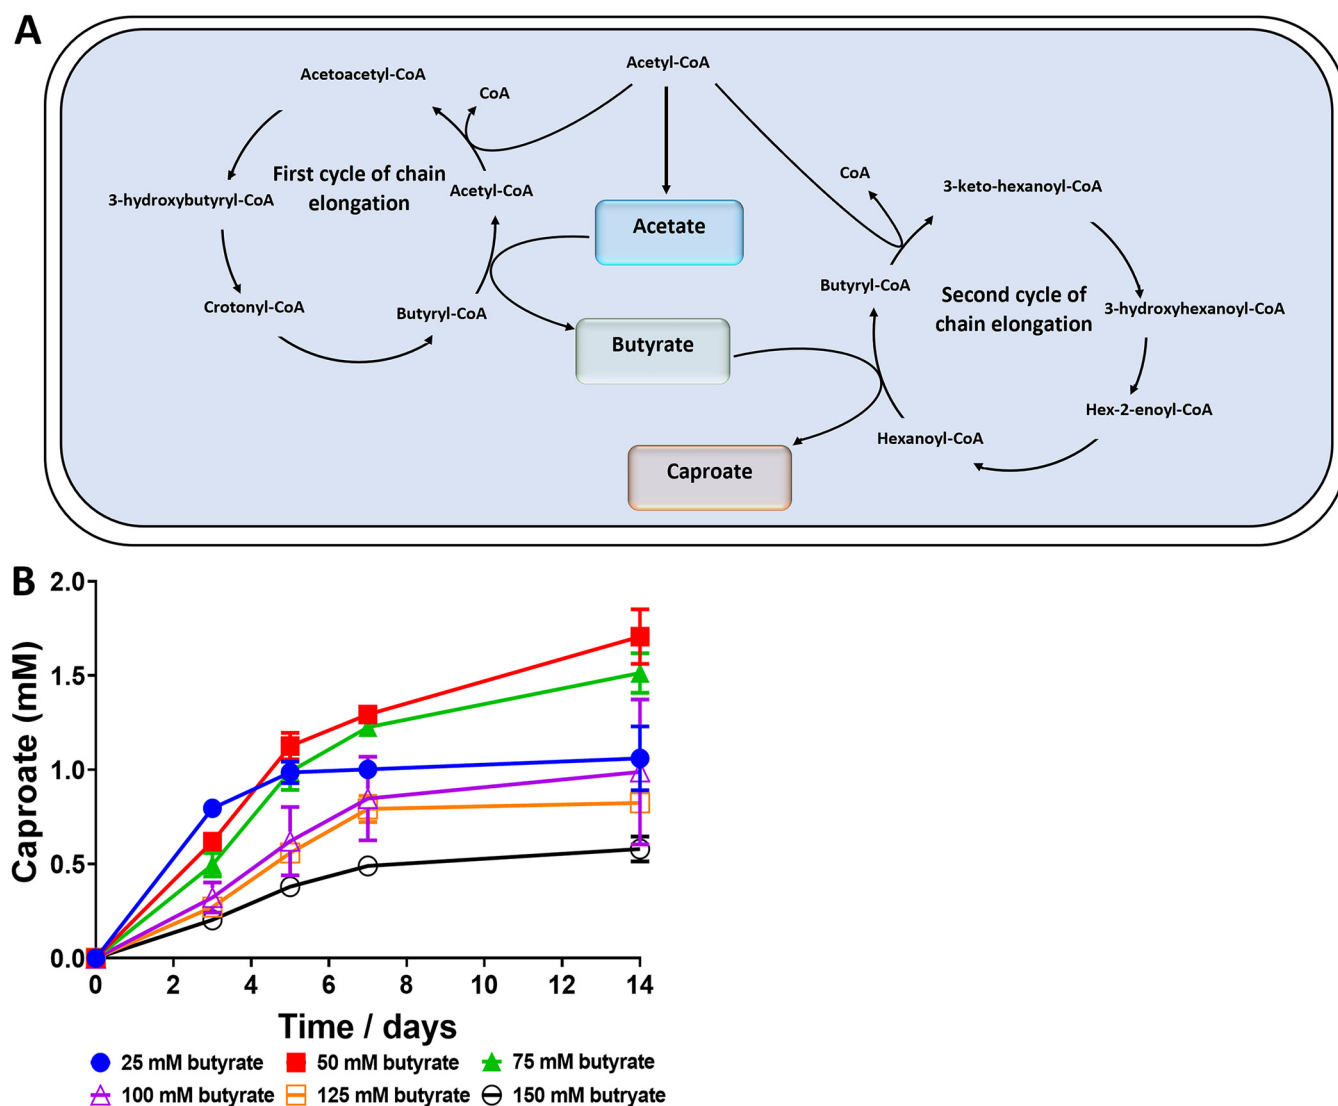 A
Acetyl-CoA
Acetoacetyl-CoA
CoA
First cycle of chain
elongation
Acetyl-CoA
3-hydroxybutyryl-CoA
Crotonyl-CoA
Butyryl-CoA
Acetate
Butyrate
Caproate
CoA
3-keto-hexanoyl-CoA
Butyryl-CoA
Second cycle of
chain elongation
3-hydroxyhexanoyl-CoA
Hex-2-enoyl-CoA
Hexanoyl-CoA
B
Caproate (mM)
2.0
1.5
1.0
0.5
0.0
0 2 4 6 8 10 12 14
Time / days
25 mM butyrate 50 mM butyrate 75 mM butyrate
100 mM butyrate 125 mM butyrate 150 mM butryate